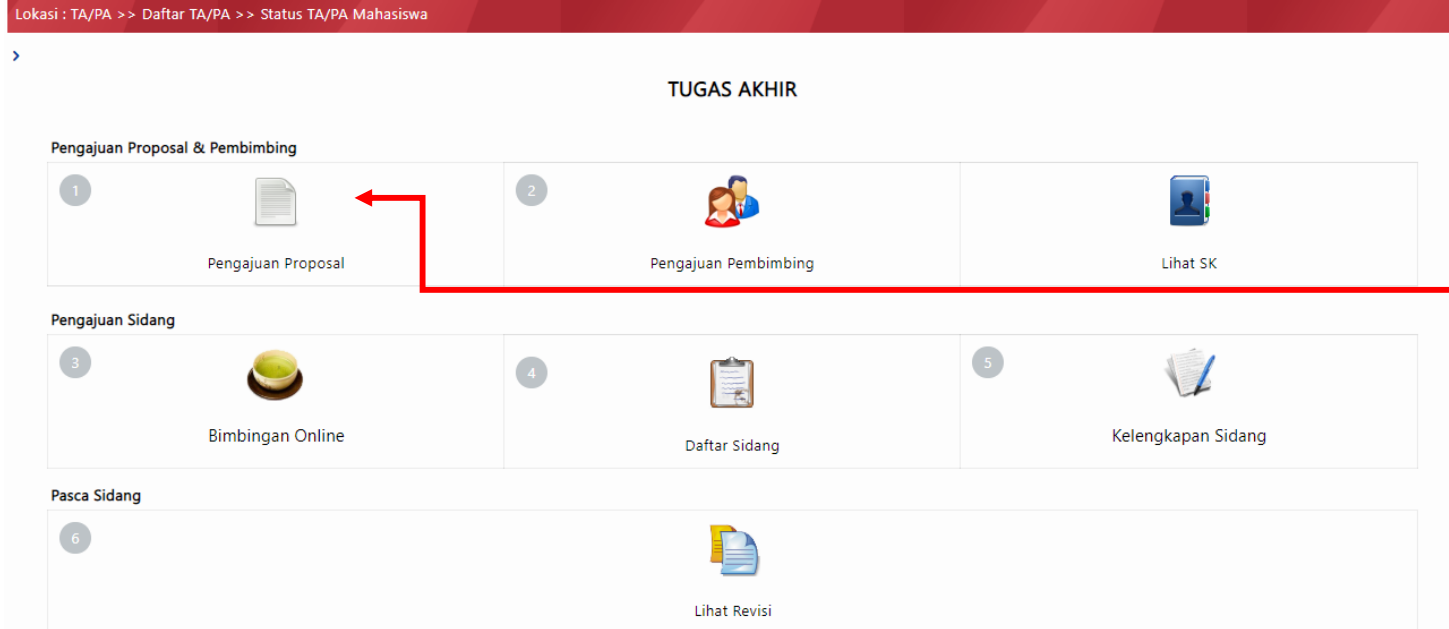 Lokasi : TA/PA >> Daftar TA/PA >> Status TA/PA Mahasiswa
TUGAS AKHIR
Pengajuan Proposal & Pembimbing
1
2
Pengajuan Proposal
Pengajuan Pembimbing
Lihat SK
Pengajuan Sidang
3
4
5
Bimbingan Online
Daftar Sidang
Kelengkapan Sidang
Pasca Sidang
6
Lihat Revisi